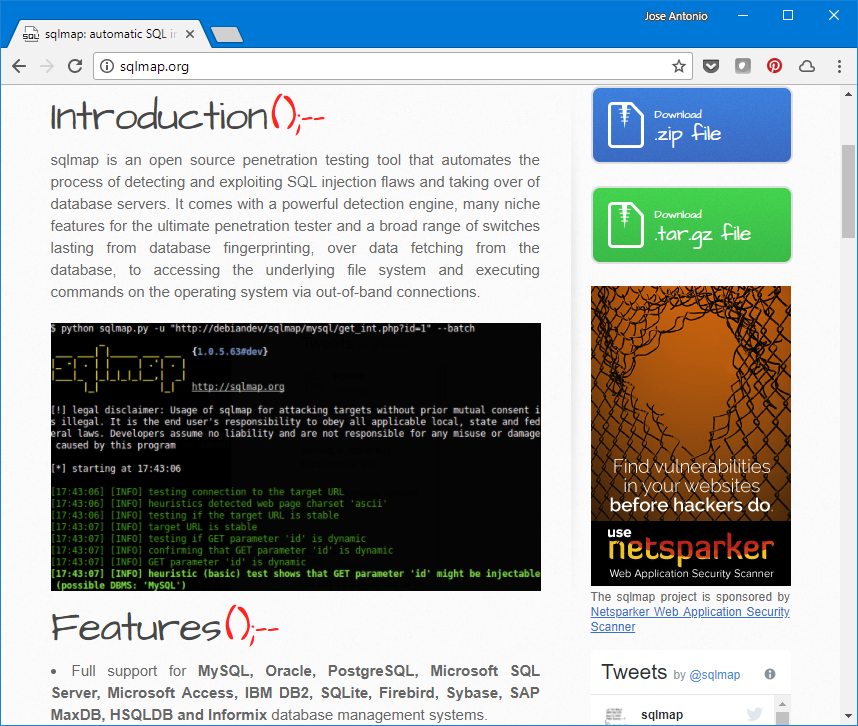 Jose Antonio
sqlmap: automatic SQL in
sqlmap.org
Introduction();--
sqlmap is an open source penetration testing tool that automates the
process of detecting and exploiting SQL injection flaws and taking over of
database servers. It comes with a powerful detection engine, many niche
features for the ultimate penetration tester and a broad range of switches
lasting from database fingerprinting, over data fetching from the
database, to accessing the underlying file system and executing
commands on the operating system via out-of-band connections.
$ python sqlmap.py -u "http://debiandev/sqlmap/mysql/get_int.php?id=1" --batch
sqlmap
{1.0.5.63#dev}
http://sqlmap.org
[!] legal disclaimer: Usage of sqlmap for attacking targets without prior mutual consent i
s illegal. It is the end user's responsibility to obey all applicable local, state and fed
eral laws. Developers assume no liability and are not responsible for any misuse or damage
caused by this program
[*] starting at 17:43:06
[17:43:06] [INFO] testing connection to the target URL
[17:43:06] [INFO] heuristics detected web page charset 'ascii'
[17:43:06] [INFO] testing if the target URL is stable
[17:43:07] [INFO] target URL is stable
[17:43:07] [INFO] testing if GET parameter 'id' is dynamic
[17:43:07] [INFO] confirming that GET parameter 'id' is dynamic
[17:43:07] [INFO] GET parameter 'id' is dynamic
[17:43:07] [INFO] heuristic (basic) test shows that GET parameter 'id' might be injectable
(possible DBMS: 'MySQL')
Features();--
• Full support for MySQL, Oracle, PostgreSQL, Microsoft SQL
Server, Microsoft Access, IBM DB2, SQLite, Firebird, Sybase, SAP
MaxDB, HSQLDB and Informix database management systems.
Download
.zip file
Download
.tar.gz file
Find vulnerabilities
in your websites
before hackers do.
use
netsparker
Web Application Security Scanner
The sqlmap project is sponsored by
Netsparker Web Application Security
Scanner
Tweets by @sqlmap
sqlmap